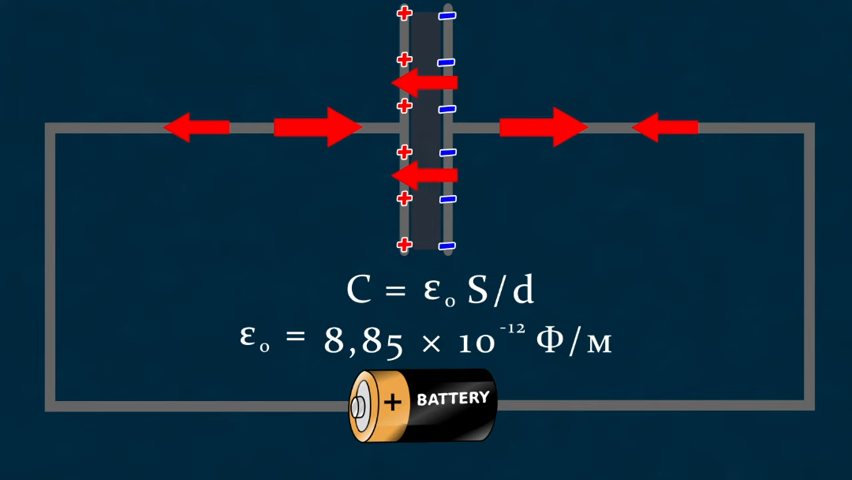 C = ε₀ S/d
ε₀ = 8,85 × 10⁻¹² Ф/м
+ BATTERY